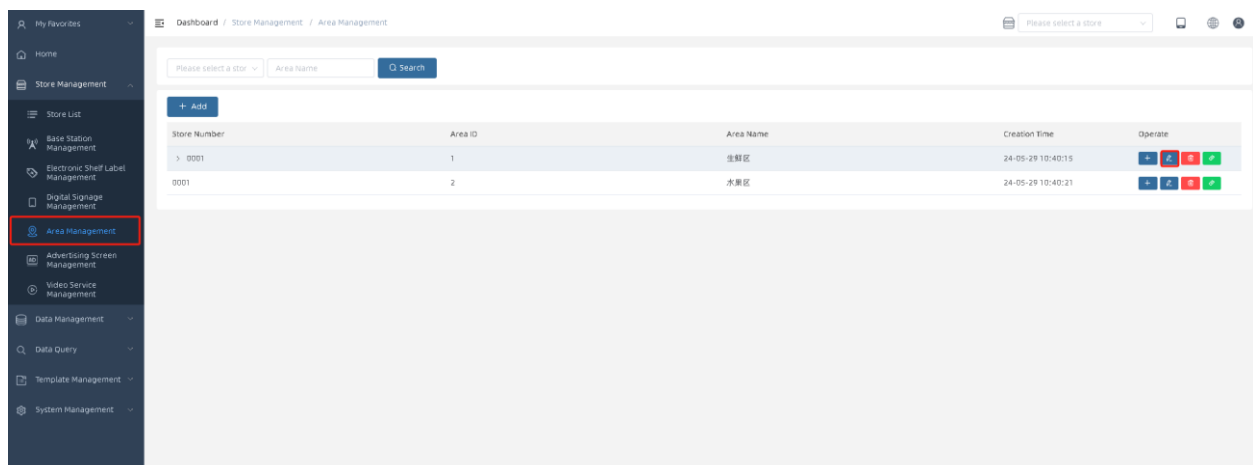 My Favorites
Home
Store Management
Store List
Base Station
Management
Electronic Shelf Label
Management
Digital Signage
Management
Area Management
AD
Advertising Screen
Management
Video Service
Management
Data Management
Data Query
Template Management
System Management
Dashboard / Store Management / Area Management
Please select a store
Please select a stor
Area Name
Search
+ Add
Store Number Area ID Area Name Creation Time Operate
> 0001 1 生鲜区 24-05-29 10:40:15
0001 2 水果区 24-05-29 10:40:21